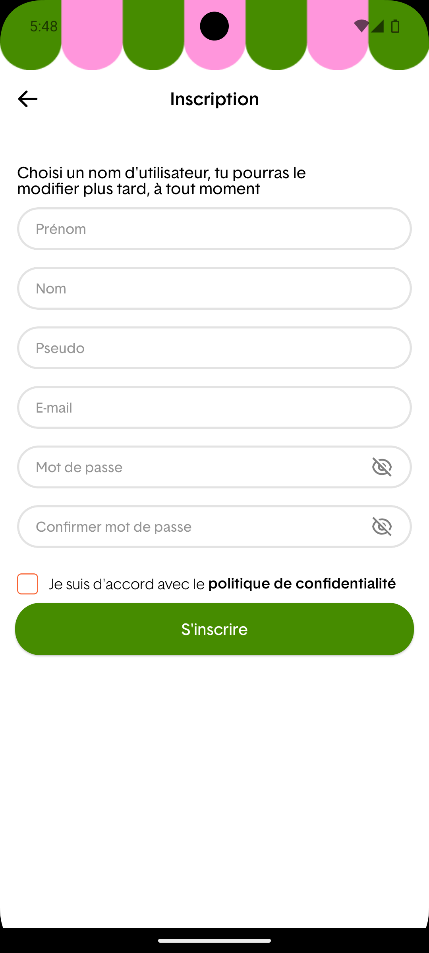 5:48
Inscription
Choisi un nom d'utilisateur, tu pourras le
modifier plus tard, à tout moment
Prénom
Nom
Pseudo
E-mail
Mot de passe
Confirmer mot de passe
Je suis d'accord avec le politique de confidentialité
S'inscrire